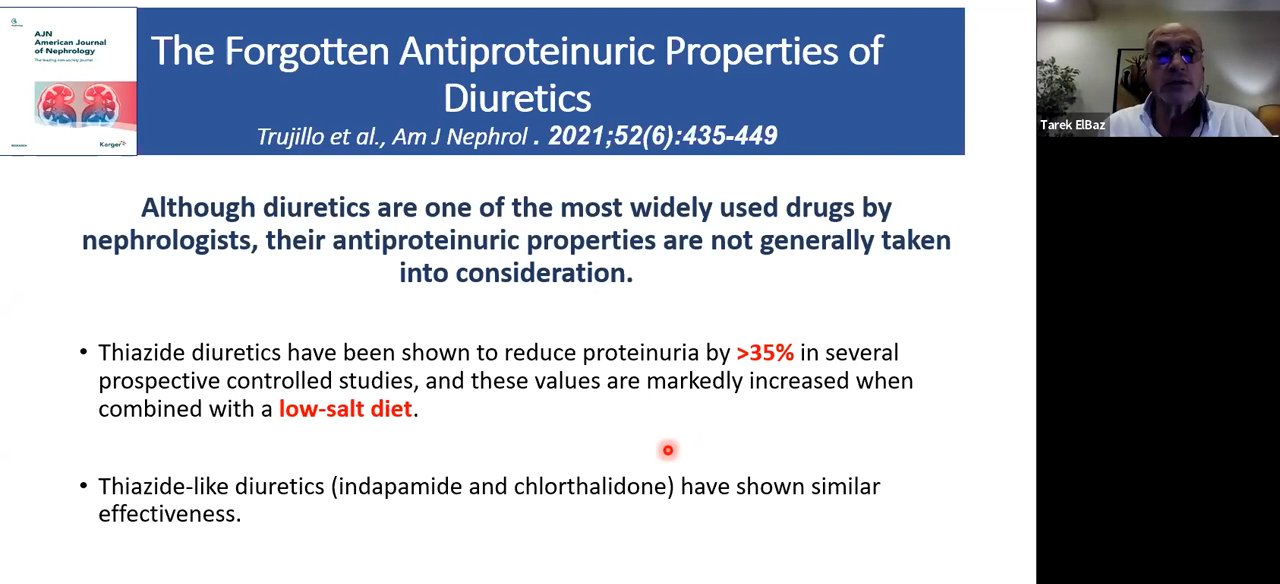 AJN
American Journal
of Nephrology
The Forgotten Antiproteinuric Properties of
Diuretics
Trujillo et al., Am J Nephrol . 2021;52(6):435-449
Karger
Tarek ElBaz
Although diuretics are one of the most widely used drugs by
nephrologists, their antiproteinuric properties are not generally taken
into consideration.
• Thiazide diuretics have been shown to reduce proteinuria by >35% in several
prospective controlled studies, and these values are markedly increased when
combined with a low-salt diet.
• Thiazide-like diuretics (indapamide and chlorthalidone) have shown similar
effectiveness.